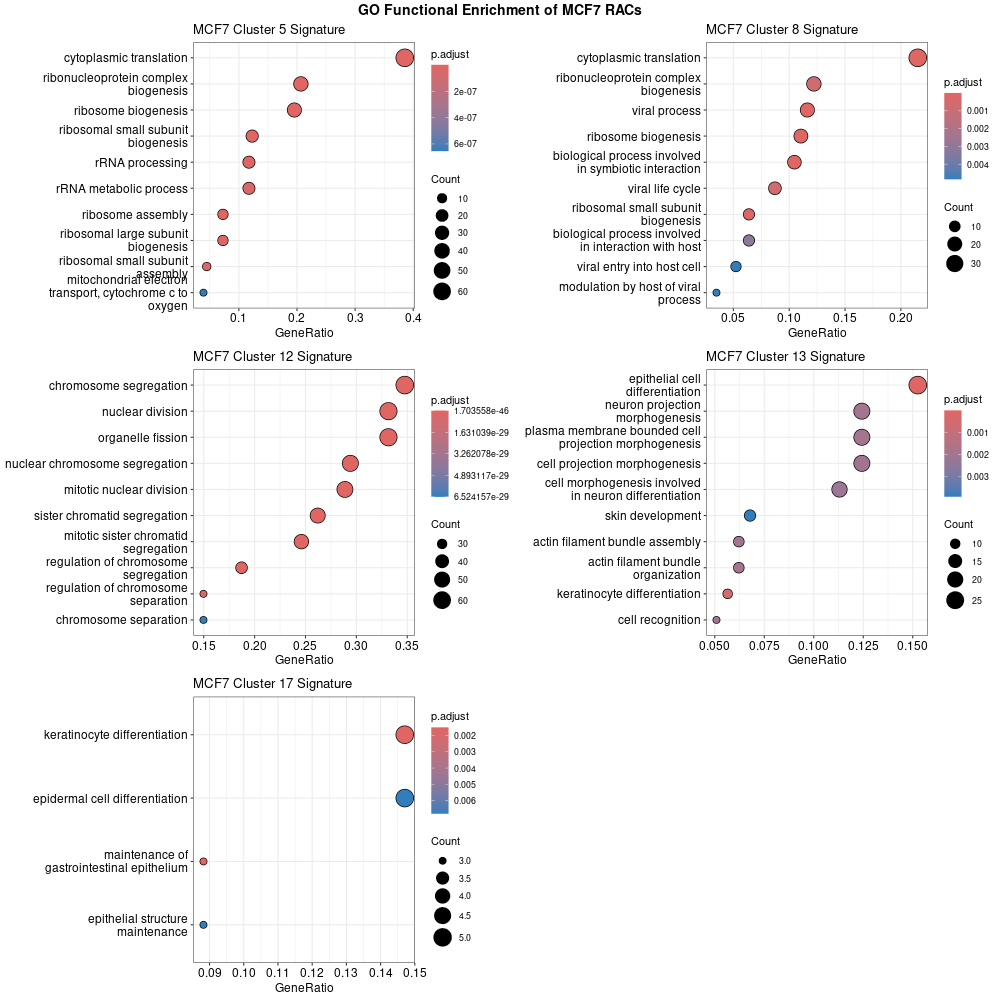 GO Functional Enrichment of MCF7 RACs
MCF7 Cluster 5 Signature
cytoplasmic translation
ribonucleoprotein complex
biogenesis
ribosome biogenesis
ribosomal small subunit
biogenesis
rRNA processing
rRNA metabolic process
ribosome assembly
ribosomal large subunit
biogenesis
ribosomal small subunit
assembly
mitochondrial electron
transport, cytochrome c to
oxygen
0.1 0.2 0.3 0.4
GeneRatio
p.adjust
2e-07
4e-07
6e-07
Count
10
20
30
40
50
60
MCF7 Cluster 8 Signature
cytoplasmic translation
ribonucleoprotein complex
biogenesis
viral process
ribosome biogenesis
biological process involved
in symbiotic interaction
viral life cycle
ribosomal small subunit
biogenesis
biological process involved
in interaction with host
viral entry into host cell
modulation by host of viral
process
0.05 0.10 0.15 0.20
GeneRatio
p.adjust
0.001
0.002
0.003
0.004
Count
10
20
30
MCF7 Cluster 12 Signature
chromosome segregation
nuclear division
organelle fission
nuclear chromosome segregation
mitotic nuclear division
sister chromatid segregation
mitotic sister chromatid
segregation
regulation of chromosome
segregation
regulation of chromosome
separation
chromosome separation
0.15 0.20 0.25 0.30 0.35
GeneRatio
p.adjust
1.703558e-46
1.631039e-29
3.262078e-29
4.893117e-29
6.524157e-29
Count
30
40
50
60
MCF7 Cluster 13 Signature
epithelial cell
differentiation
neuron projection
morphogenesis
plasma membrane bounded cell
projection morphogenesis
cell projection morphogenesis
cell morphogenesis involved
in neuron differentiation
skin development
actin filament bundle assembly
actin filament bundle
organization
keratinocyte differentiation
cell recognition
0.050 0.075 0.100 0.125 0.150
GeneRatio
p.adjust
0.001
0.002
0.003
Count
10
15
20
25
MCF7 Cluster 17 Signature
keratinocyte differentiation
epidermal cell differentiation
maintenance of
gastrointestinal epithelium
epithelial structure
maintenance
0.09 0.10 0.11 0.12 0.13 0.14 0.15
GeneRatio
p.adjust
0.002
0.003
0.004
0.005
0.006
Count
3.0
3.5
4.0
4.5
5.0